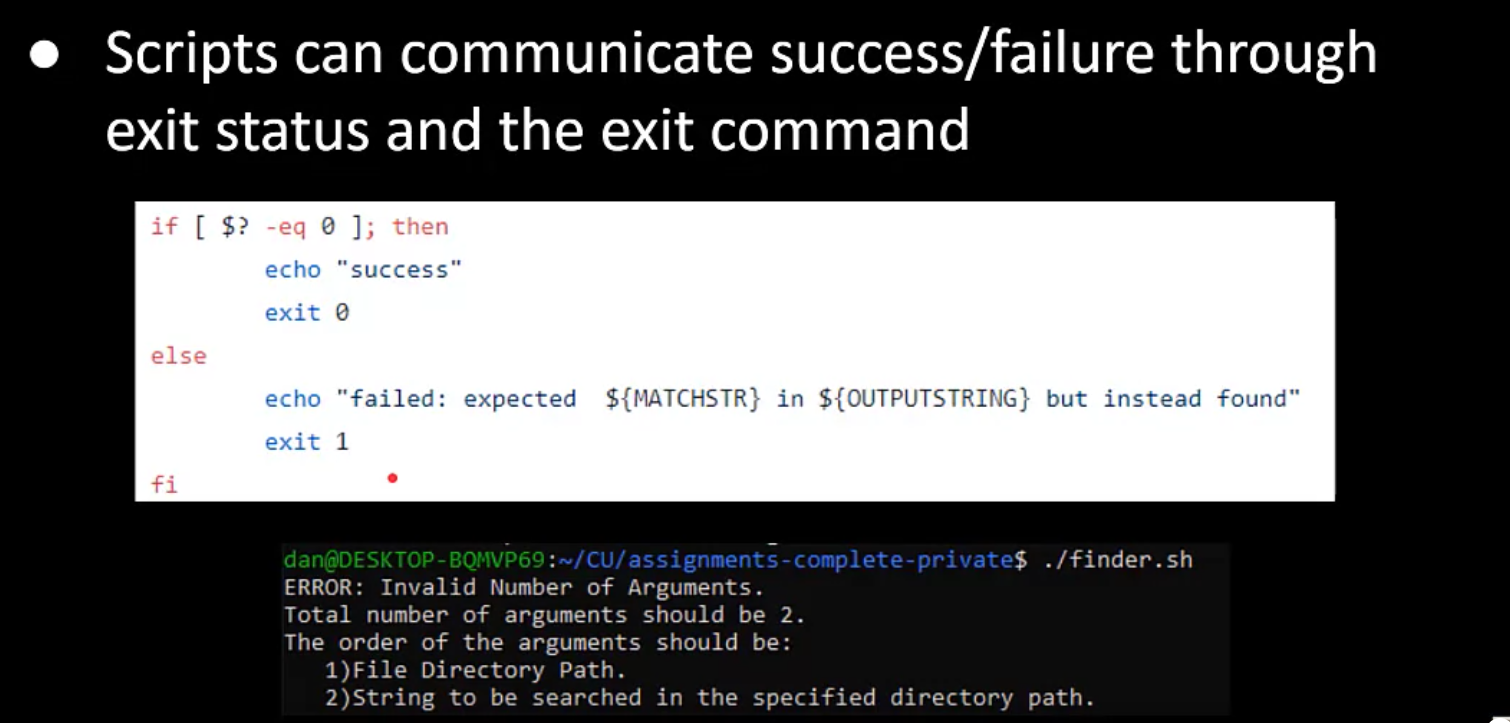 ● Scripts can communicate success/failure through
exit status and the exit command
if [ $? -eq 0 ]; then
echo "success"
exit 0
else
echo "failed: expected  ${MATCHSTR} in ${OUTPUTSTRING} but instead found"
exit 1
fi
dan@DESKTOP-BQMVP69:~/CU/assignments-complete-private$ ./finder.sh
ERROR: Invalid Number of Arguments.
Total number of arguments should be 2.
The order of the arguments should be:
1)File Directory Path.
2)String to be searched in the specified directory path.